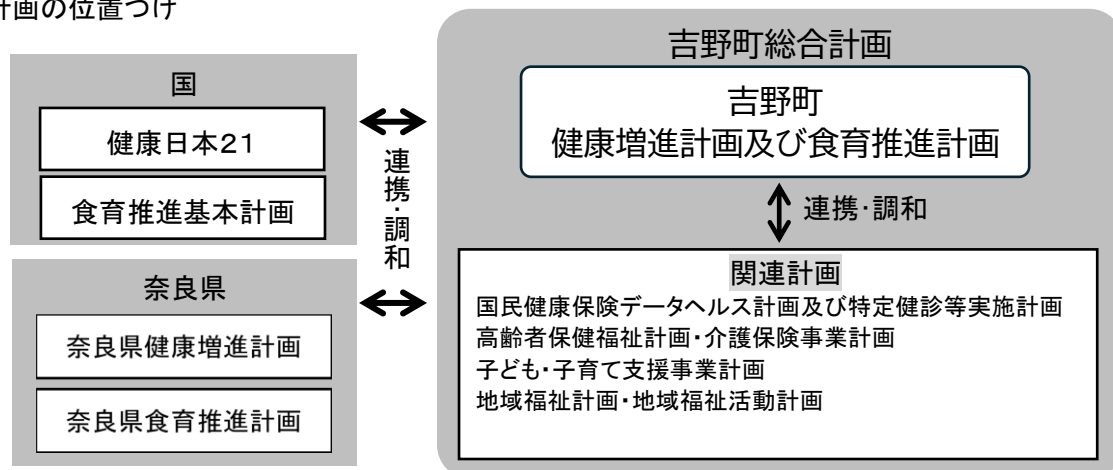 計画の位置づけ
国
健康日本21
食育推進基本計画
奈良県
奈良県健康増進計画
奈良県食育推進計画
連携・調和
吉野町総合計画
吉野町
健康増進計画及び食育推進計画
連携・調和
関連計画
国民健康保険データヘルス計画及び特定健診等実施計画
高齢者保健福祉計画・介護保険事業計画
子ども・子育て支援事業計画
地域福祉計画・地域福祉活動計画